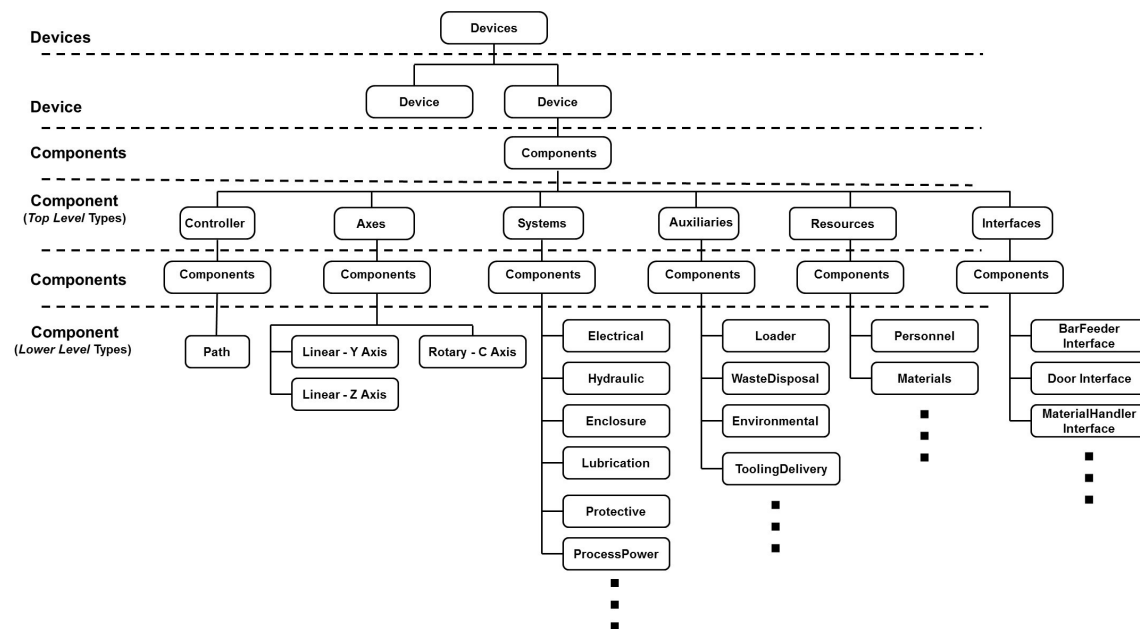 Devices
Devices
Device
Device
Device
Components
Components
Component
(Top Level Types)
Controller
Axes
Systems
Auxiliaries
Resources
Interfaces
Components
Components
Components
Components
Components
Components
Components
Component
(Lower Level Types)
Path
Linear - Y Axis
Rotary - C Axis
Linear - Z Axis
Electrical
Hydraulic
Enclosure
Lubrication
Protective
ProcessPower
Loader
WasteDisposal
Environmental
ToolingDelivery
Personnel
Materials
BarFeeder
Interface
Door Interface
MaterialHandler
Interface